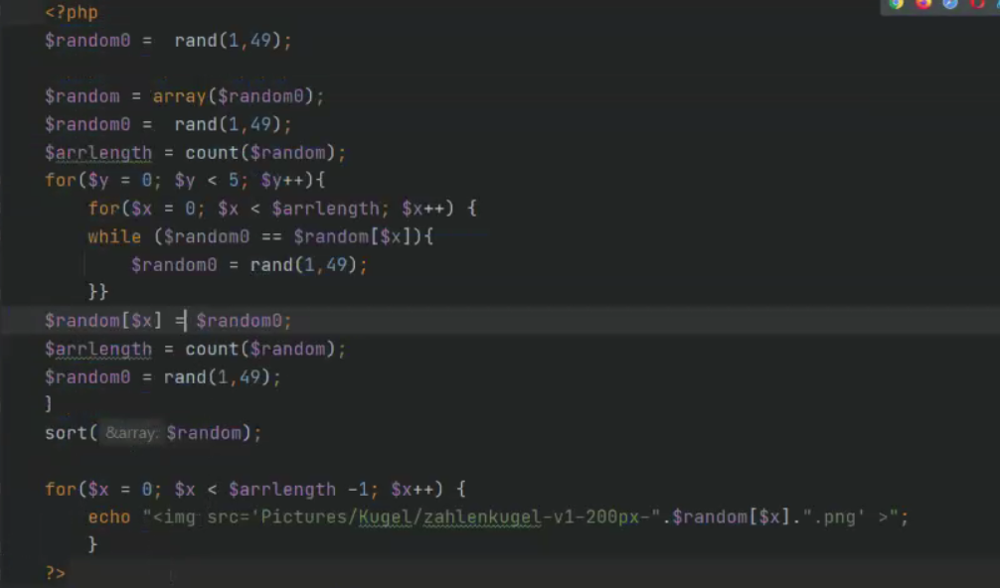 <?php
$random0 =  rand(1,49);
$random = array($random0);
$random0 =  rand(1,49);
$arrlength = count($random);
for($y = 0; $y < 5; $y++){
    for($x = 0; $x < $arrlength; $x++) {
    while ($random0 == $random[$x]){
        $random0 = rand(1,49);
    }}
$random[$x] = $random0;
$arrlength = count($random);
$random0 = rand(1,49);
]
sort( &array: $random);
for($x = 0; $x < $arrlength -1; $x++) {
    echo "<img src='Pictures/Kugel/zahlenkugel-v1-200px-".$random[$x].".png' >";
    }
?>